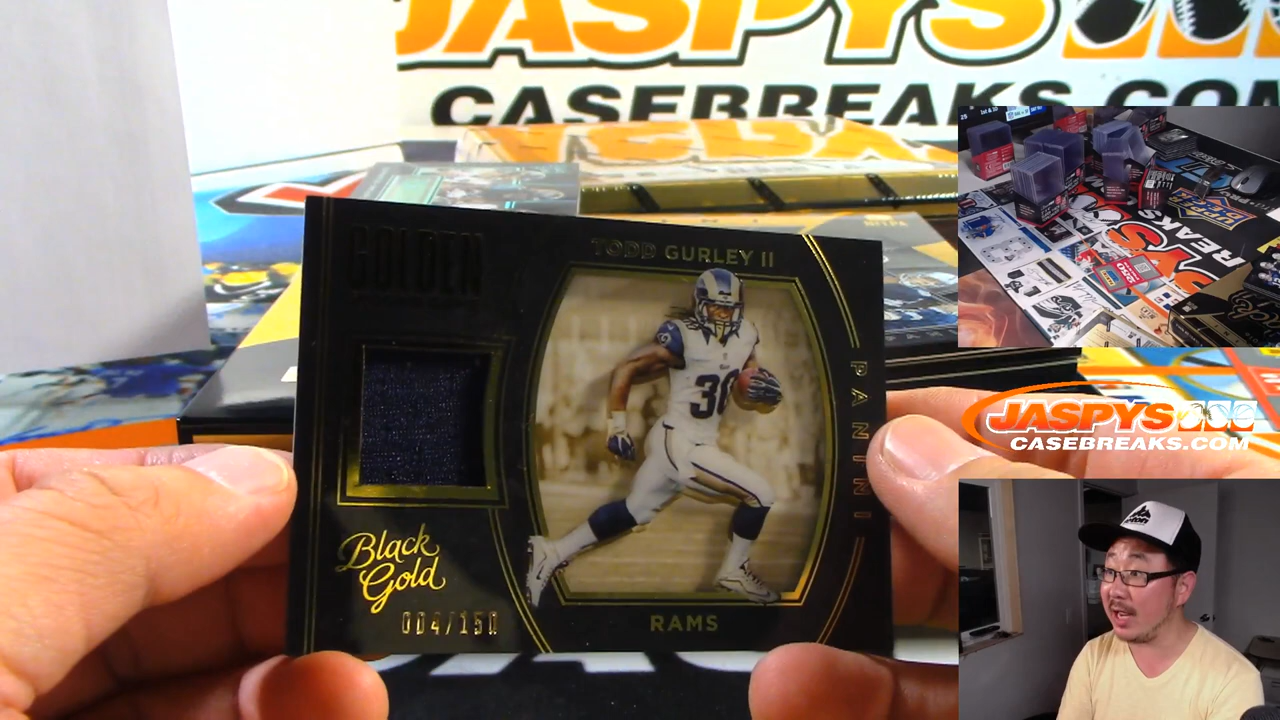 JASPYS
CASEBREAKS.COM
GOLDEN
TODD GURLEY II
30
PANINI
Black
Gold
004/150
RAMS
JASPYS
CASEBREAKS.COM